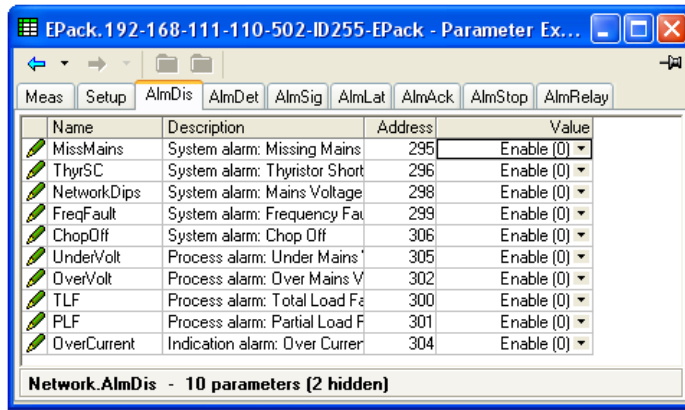 EPack.192-168-111-110-502-ID255-EPack - Parameter Ex...
Meas Setup AlmDis AlmDet AlmSig AlmLat AlmAck AlmStop AlmRelay
Name Description Address Value
MissMains System alarm: Missing Mains 295 Enable (0)
ThyrSC System alarm: Thyristor Short 296 Enable (0)
NetworkDips System alarm: Mains Voltage 298 Enable (0)
FreqFault System alarm: Frequency Fau 299 Enable (0)
ChopOff System alarm: Chop Off 306 Enable (0)
UnderVolt Process alarm: Under Mains 305 Enable (0)
OverVolt Process alarm: Over Mains V 302 Enable (0)
TLF Process alarm: Total Load Fa 300 Enable (0)
PLF Process alarm: Partial Load F 301 Enable (0)
OverCurrent Indication alarm: Over Curren 304 Enable (0)
Network.AlmDis - 10 parameters (2 hidden)